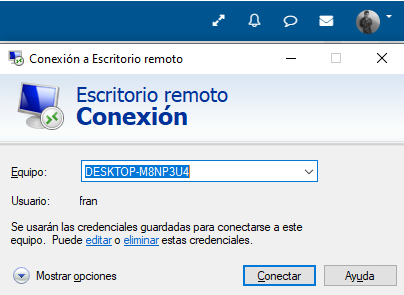 Conexión a Escritorio remoto
Escritorio remoto
Conexión
Equipo: DESKTOP-M8NP3U4
Usuario: fran
Se usarán las credenciales guardadas para conectarse a este
equipo. Puede editar o eliminar estas credenciales.
Mostrar opciones Conectar Ayuda